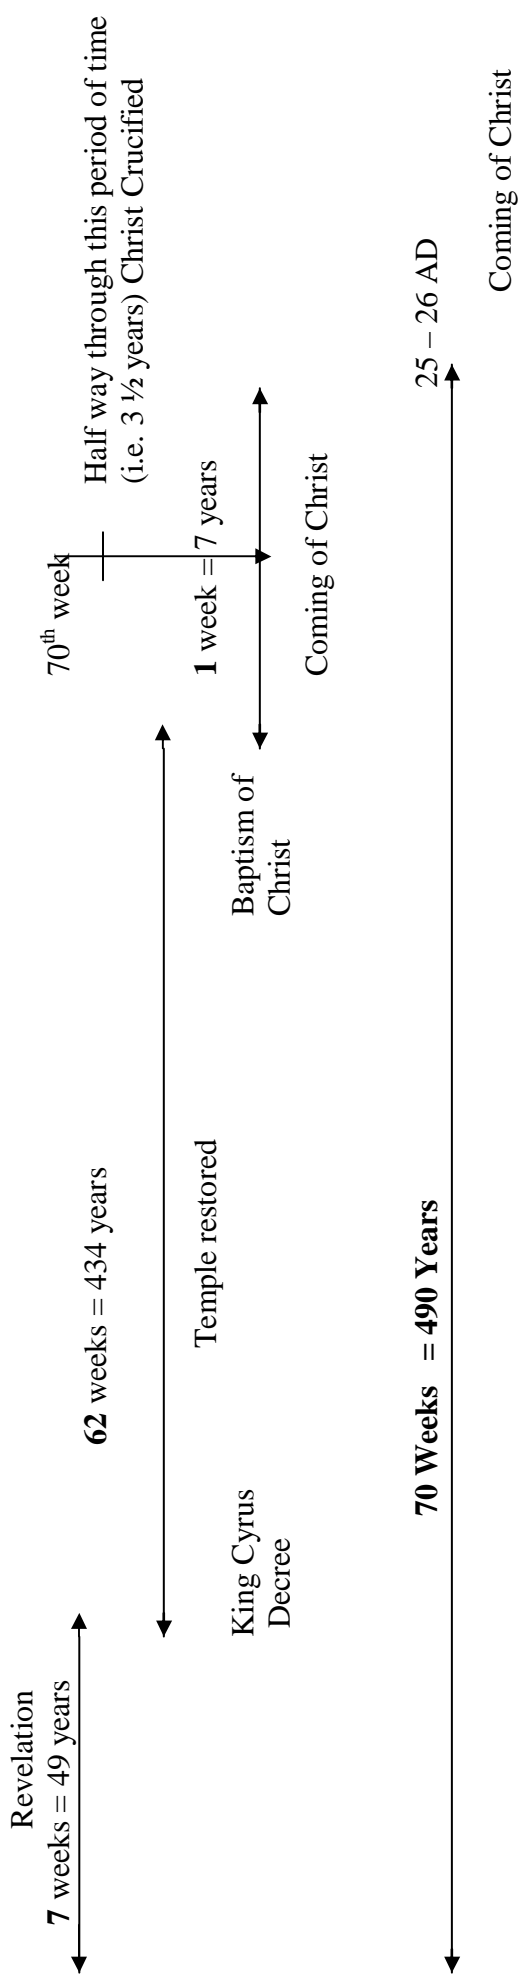 Revelation
7 weeks = 49 years
62 weeks = 434 years
70th week
Half way through this period of time
(i.e. 3 ½ years) Christ Crucified
1 week = 7 years
Temple restored
King Cyrus
Decree
Baptism of
Christ
Coming of Christ
70 Weeks = 490 Years
25 – 26 AD
Coming of Christ